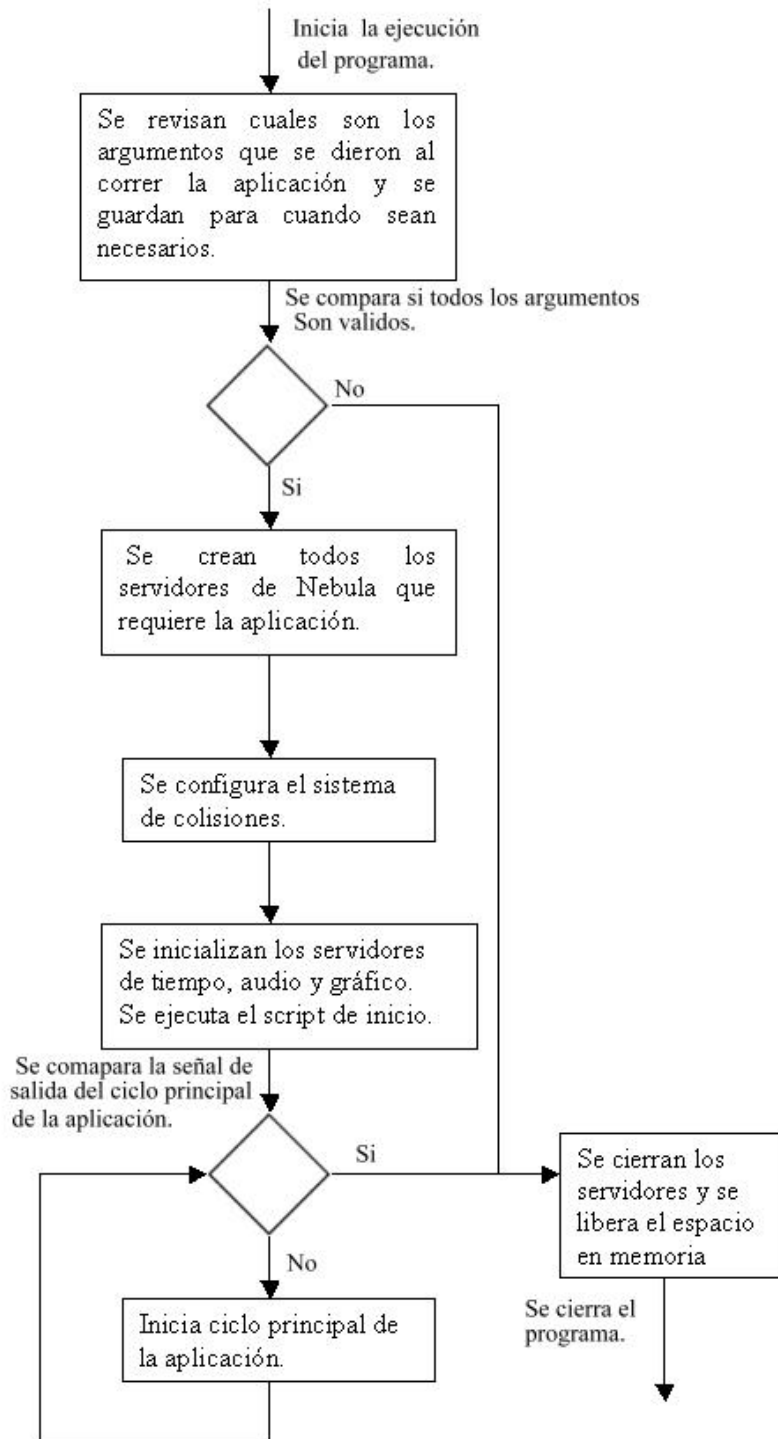 Inicia la ejecución
del programa.
Se revisan cuales son los
argumentos que se dieron al
correr la aplicación y se
guardan para cuando sean
necesarios.
Se compara si todos los argumentos
Son validos.
No
Si
Se crean todos los
servidores de Nebula que
requiere la aplicación.
Se configura el sistema
de colisiones.
Se inicializan los servidores
de tiempo, audio y gráfico.
Se ejecuta el script de inicio.
Se comapara la señal de
salida del ciclo principal
de la aplicación.
Si
Se cierran los
servidores y se
libera el espacio
en memoria
No
Inicia ciclo principal de
la aplicación.
Se cierra el
programa.